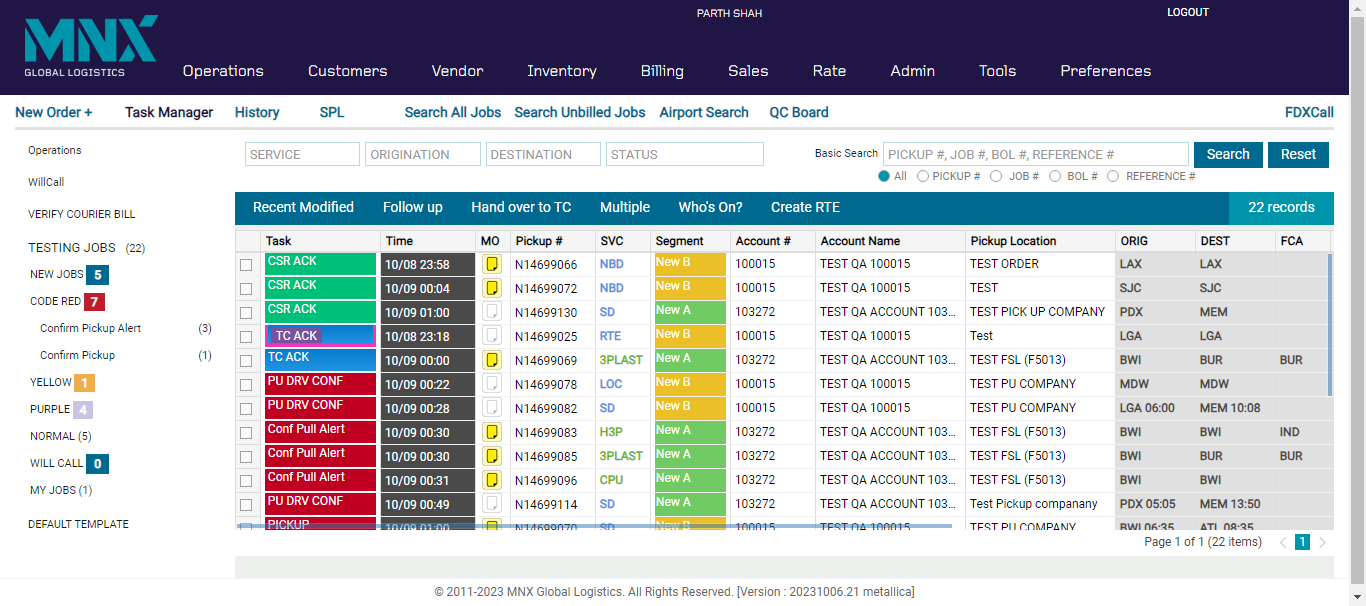 PARTH SHAH LOGOUT
MNX
GLOBAL LOGISTICS
Operations Customers Vendor Inventory Billing Sales Rate Admin Tools Preferences
New Order + Task Manager History SPL Search All Jobs Search Unbilled Jobs Airport Search QC Board FDXCall
Operations
WillCall
VERIFY COURIER BILL
TESTING JOBS (22)
NEW JOBS 5
CODE RED 7
Confirm Pickup Alert (3)
Confirm Pickup (1)
YELLOW 1
PURPLE 4
NORMAL (5)
WILL CALL 0
MY JOBS (1)
DEFAULT TEMPLATE
SERVICE ORIGINATION DESTINATION STATUS Basic Search PICKUP #, JOB #, BOL #, REFERENCE # Search Reset
All PICKUP # JOB # BOL # REFERENCE #
Recent Modified Follow up Hand over to TC Multiple Who's On? Create RTE 22 records
Task Time MO Pickup # SVC Segment Account # Account Name Pickup Location ORIG DEST FCA
CSR ACK 10/08 23:58 N14699066 NBD New B 100015 TEST QA 100015 TEST ORDER LAX LAX
CSR ACK 10/09 00:04 N14699072 NBD New B 100015 TEST QA 100015 TEST SJC SJC
CSR ACK 10/09 01:00 N14699130 SD New A 103272 TEST QA ACCOUNT 103... TEST PICK UP COMPANY PDX MEM
TC ACK 10/08 23:18 N14699025 RTE New B 100015 TEST QA 100015 Test LGA LGA
TC ACK 10/09 00:00 N14699069 3PLAST New A 103272 TEST QA ACCOUNT 103... TEST FSL (F5013) BWI BUR BUR
PU DRV CONF 10/09 00:22 N14699078 LOC New B 100015 TEST QA 100015 TEST PU COMPANY MDW MDW
PU DRV CONF 10/09 00:28 N14699082 SD New B 100015 TEST QA 100015 TEST PU COMPANY LGA 06:00 MEM 10:08
Conf Pull Alert 10/09 00:30 N14699083 H3P New A 103272 TEST QA ACCOUNT 103... TEST FSL (F5013) BWI BWI IND
Conf Pull Alert 10/09 00:30 N14699085 3PLAST New A 103272 TEST QA ACCOUNT 103... TEST FSL (F5013) BWI BUR BUR
Conf Pull Alert 10/09 00:31 N14699096 CPU New A 103272 TEST QA ACCOUNT 103... TEST FSL (F5013) BWI BWI
PU DRV CONF 10/09 00:49 N14699114 SD New A 103272 TEST QA ACCOUNT 103... Test Pickup companany PDX 05:05 MEM 13:50
PICKUP 10/09 01:00 N14699070 SD New B 100015 TEST QA 100015 TEST PU COMPANY BWI 06:35 ATL 08:35
Page 1 of 1 (22 items) 1
© 2011-2023 MNX Global Logistics. All Rights Reserved. [Version : 20231006.21 metallica]